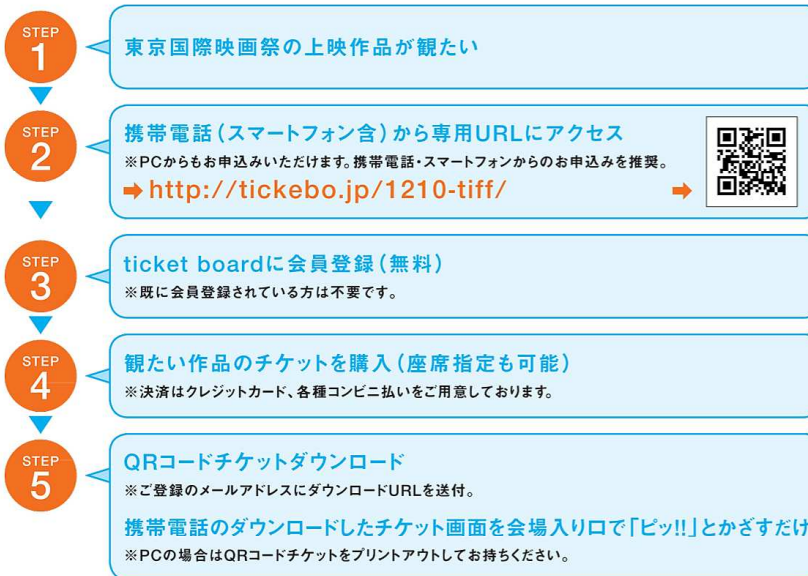 STEP
1
東京国際映画祭の上映作品が観たい
STEP
2
携帯電話（スマートフォン含）から専用URLにアクセス
※PCからもお申込みいただけます。携帯電話・スマートフォンからのお申込みを推奨。
➡http://tickebo.jp/1210-tiff/ ➡
STEP
3
ticket boardに会員登録（無料）
※既に会員登録されている方は不要です。
STEP
4
観たい作品のチケットを購入（座席指定も可能）
※決済はクレジットカード、各種コンビニ払いをご用意しております。
STEP
5
QRコードチケットダウンロード
※ご登録のメールアドレスにダウンロードURLを送付。
携帯電話のダウンロードしたチケット画面を会場入り口で「ピッ!!」とかざすだけ
※PCの場合はQRコードチケットをプリントアウトしてお持ちください。